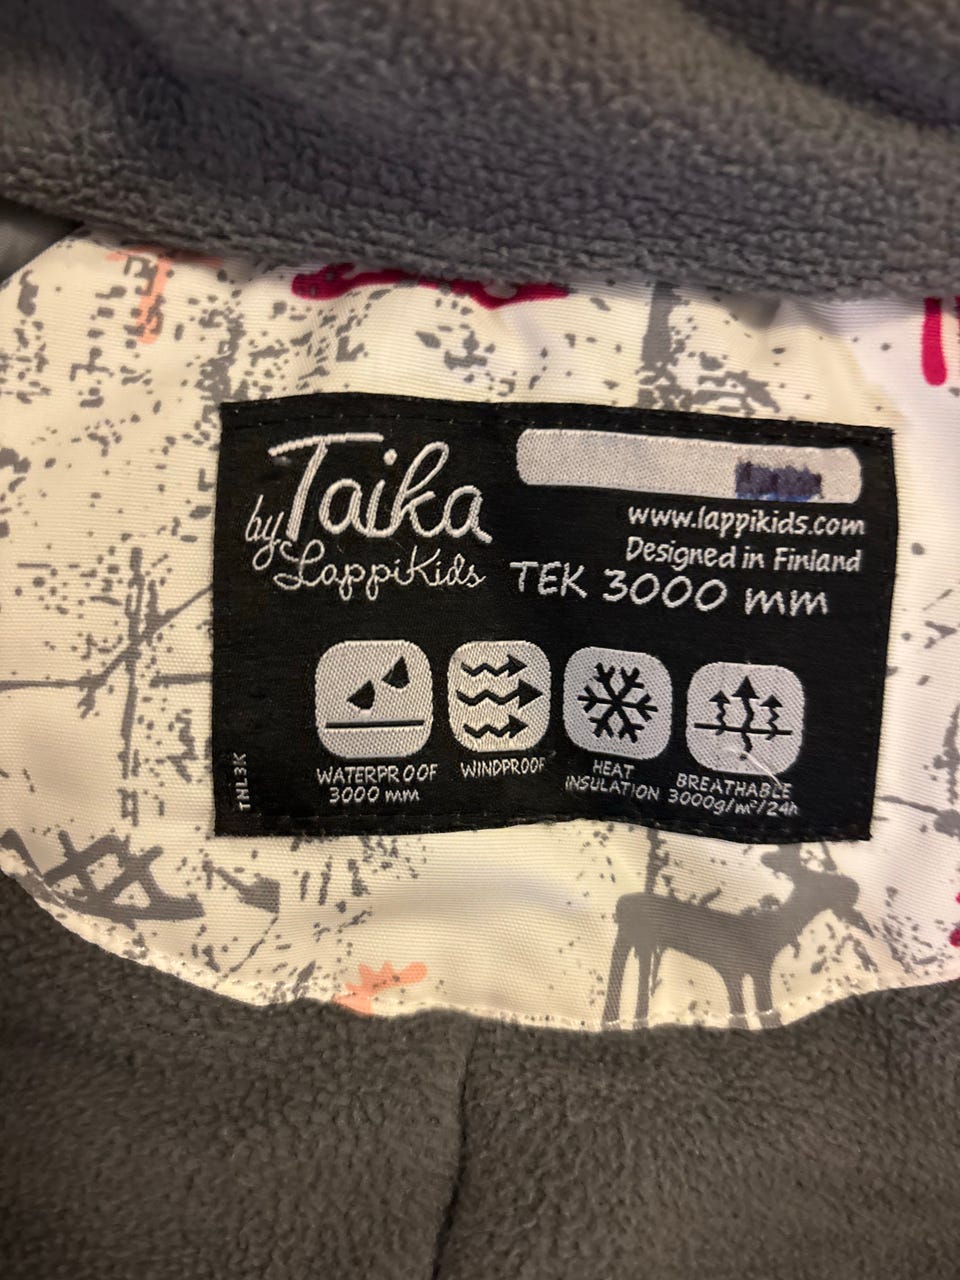 Taika
by LappiKids
www.lappikids.com
Designed in Finland
TEK 3000 mm
WATERPROOF
3000 mm
WINDPROOF
HEAT
INSULATION
BREATHABLE
3000g/m²/24h
TNL3K